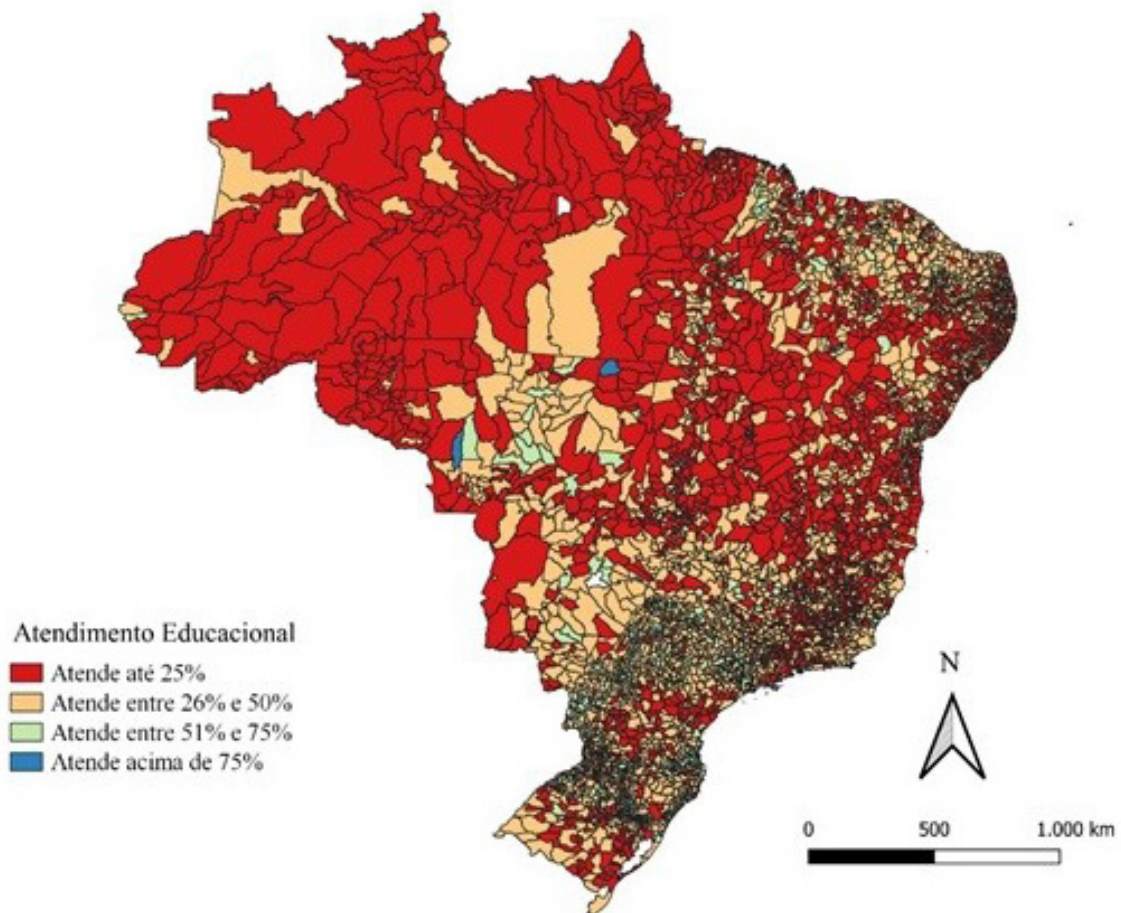 Atendimento Educacional
Atende até 25%
Atende entre 26% e 50%
Atende entre 51% e 75%
Atende acima de 75%
N
0 500 1.000 km